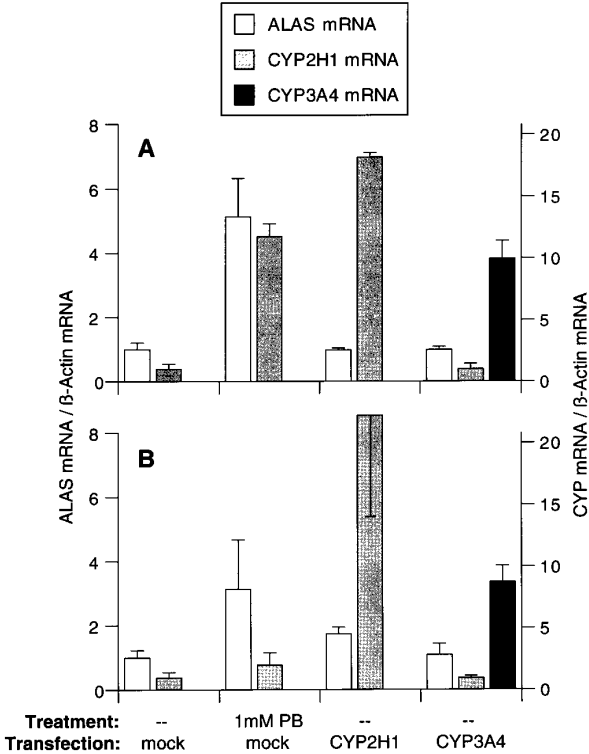 ALAS mRNA
CYP2H1 mRNA
CYP3A4 mRNA
A
8
6
4
2
0
20
15
10
5
0
ALAS mRNA / ß-Actin mRNA
CYP mRNA / ß-Actin mRNA
B
8
6
4
2
0
20
15
10
5
0
Treatment: -- 1mM PB -- --
Transfection: mock mock CYP2H1 CYP3A4